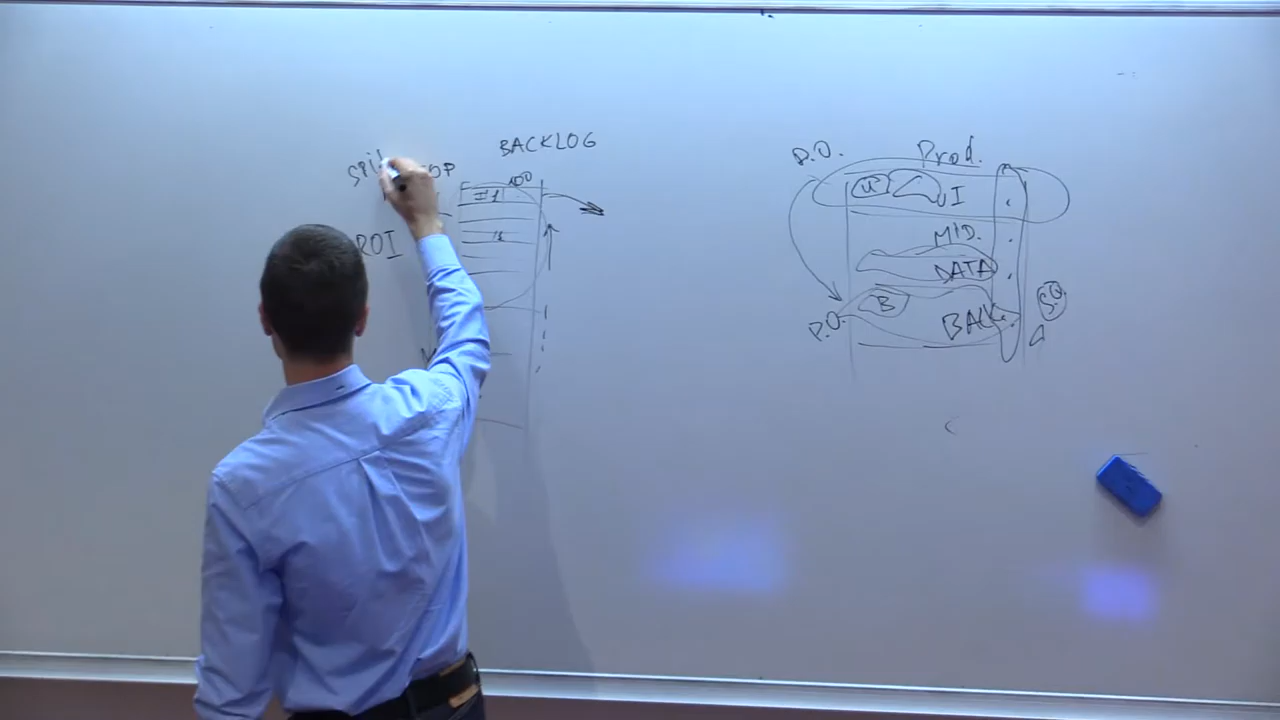 BACKLOG
100
#1
ROI
P.O.
Prod.
U
UI
MID.
DATA
B
BACK.
P.O.